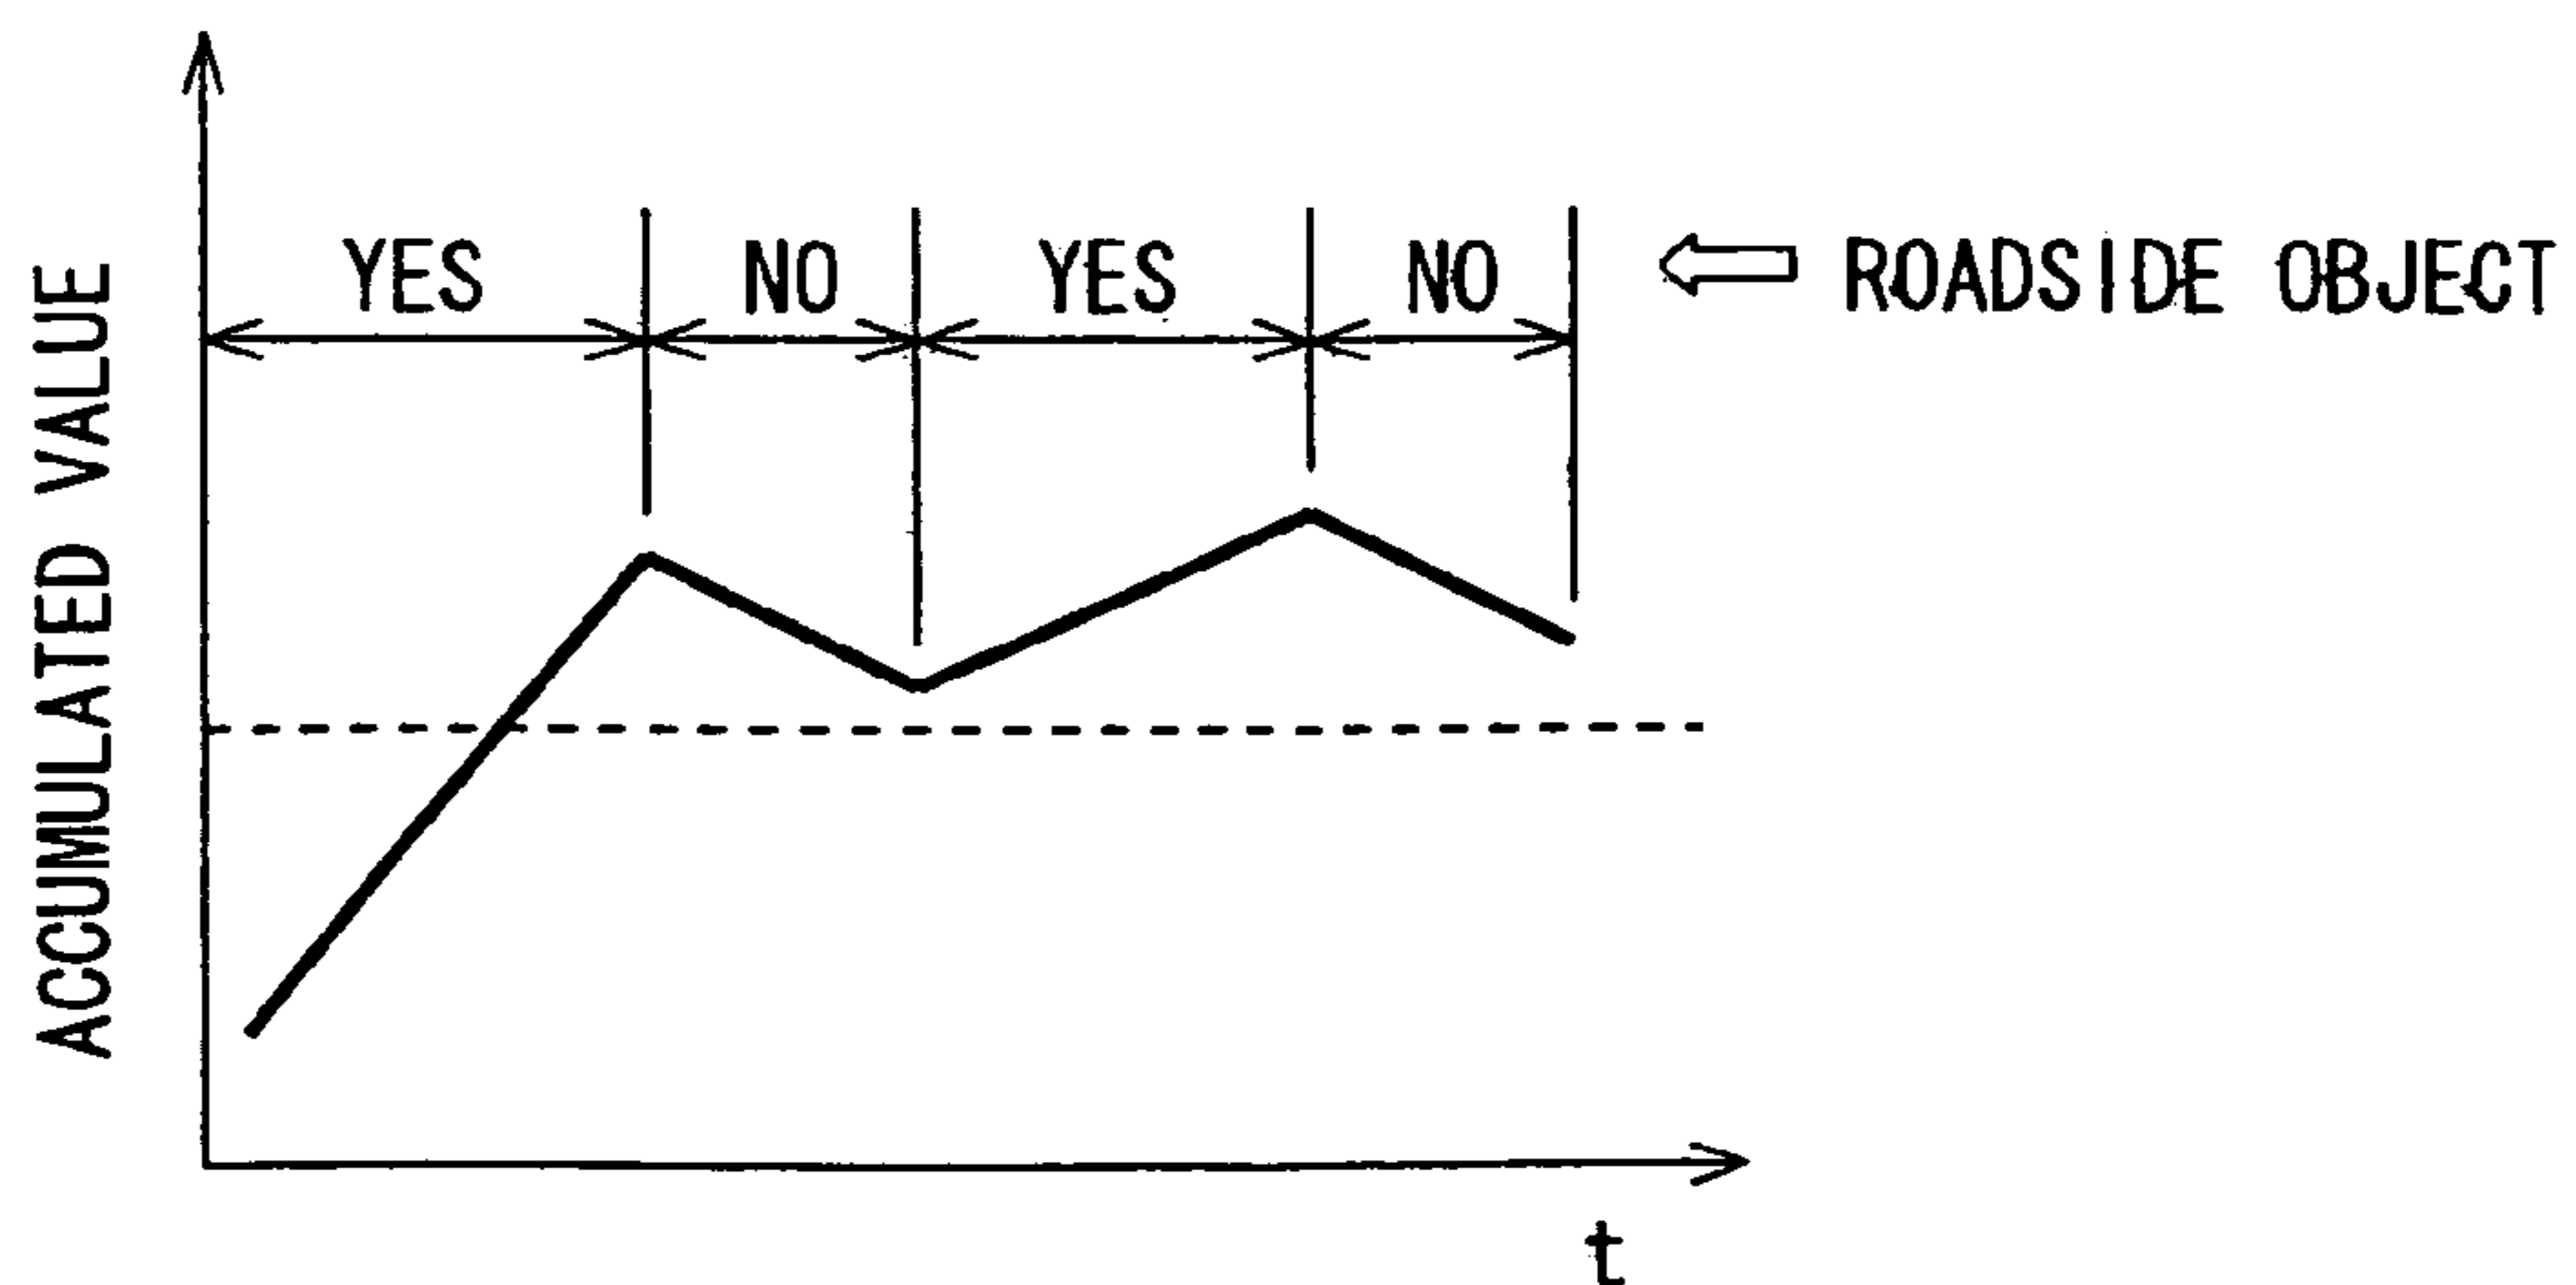 YES NO YES NO ROADSIDE OBJECT
ACCUMULATED VALUE
t